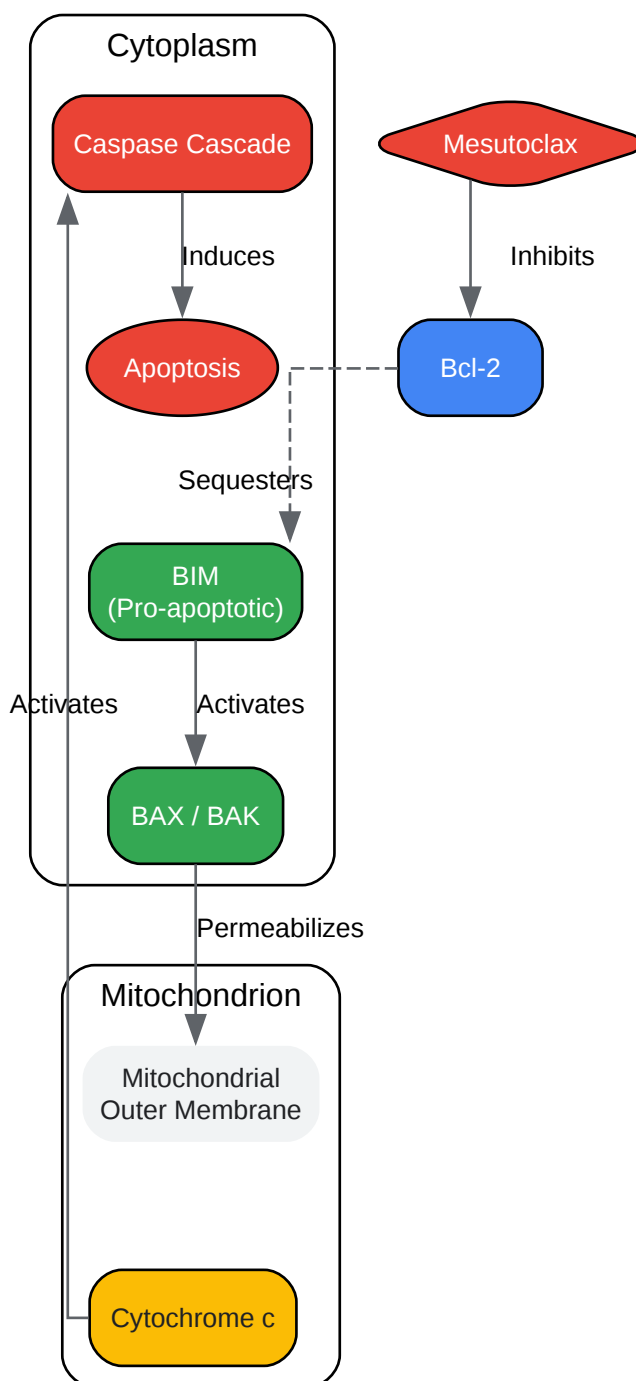 Cytoplasm
Caspase Cascade
Mesutoclax
Induces
Inhibits
Apoptosis
Bcl-2
Sequesters
BIM
(Pro-apoptotic)
Activates
Activates
BAX / BAK
Permeabilizes
Mitochondrion
Mitochondrial
Outer Membrane
Cytochrome c